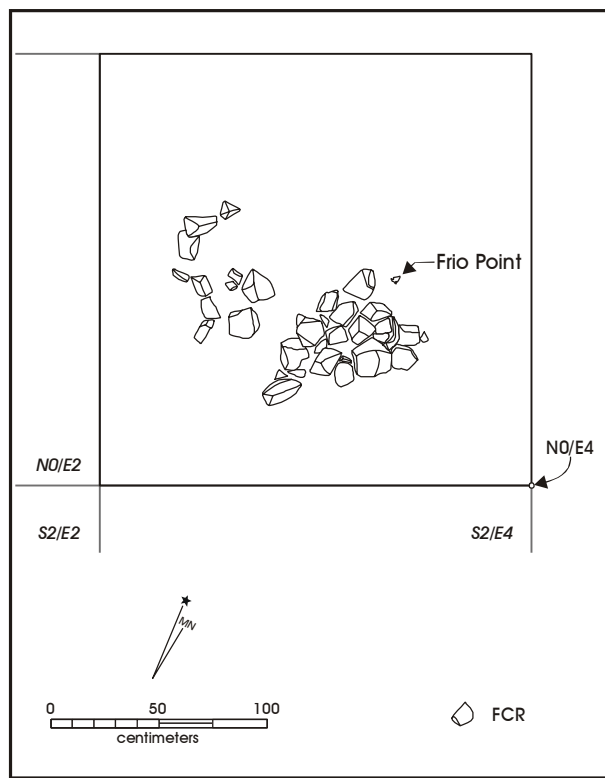 Frio Point
N0/E4
N0/E2
S2/E2
S2/E4
MN
0 50 100
centimeters
FCR